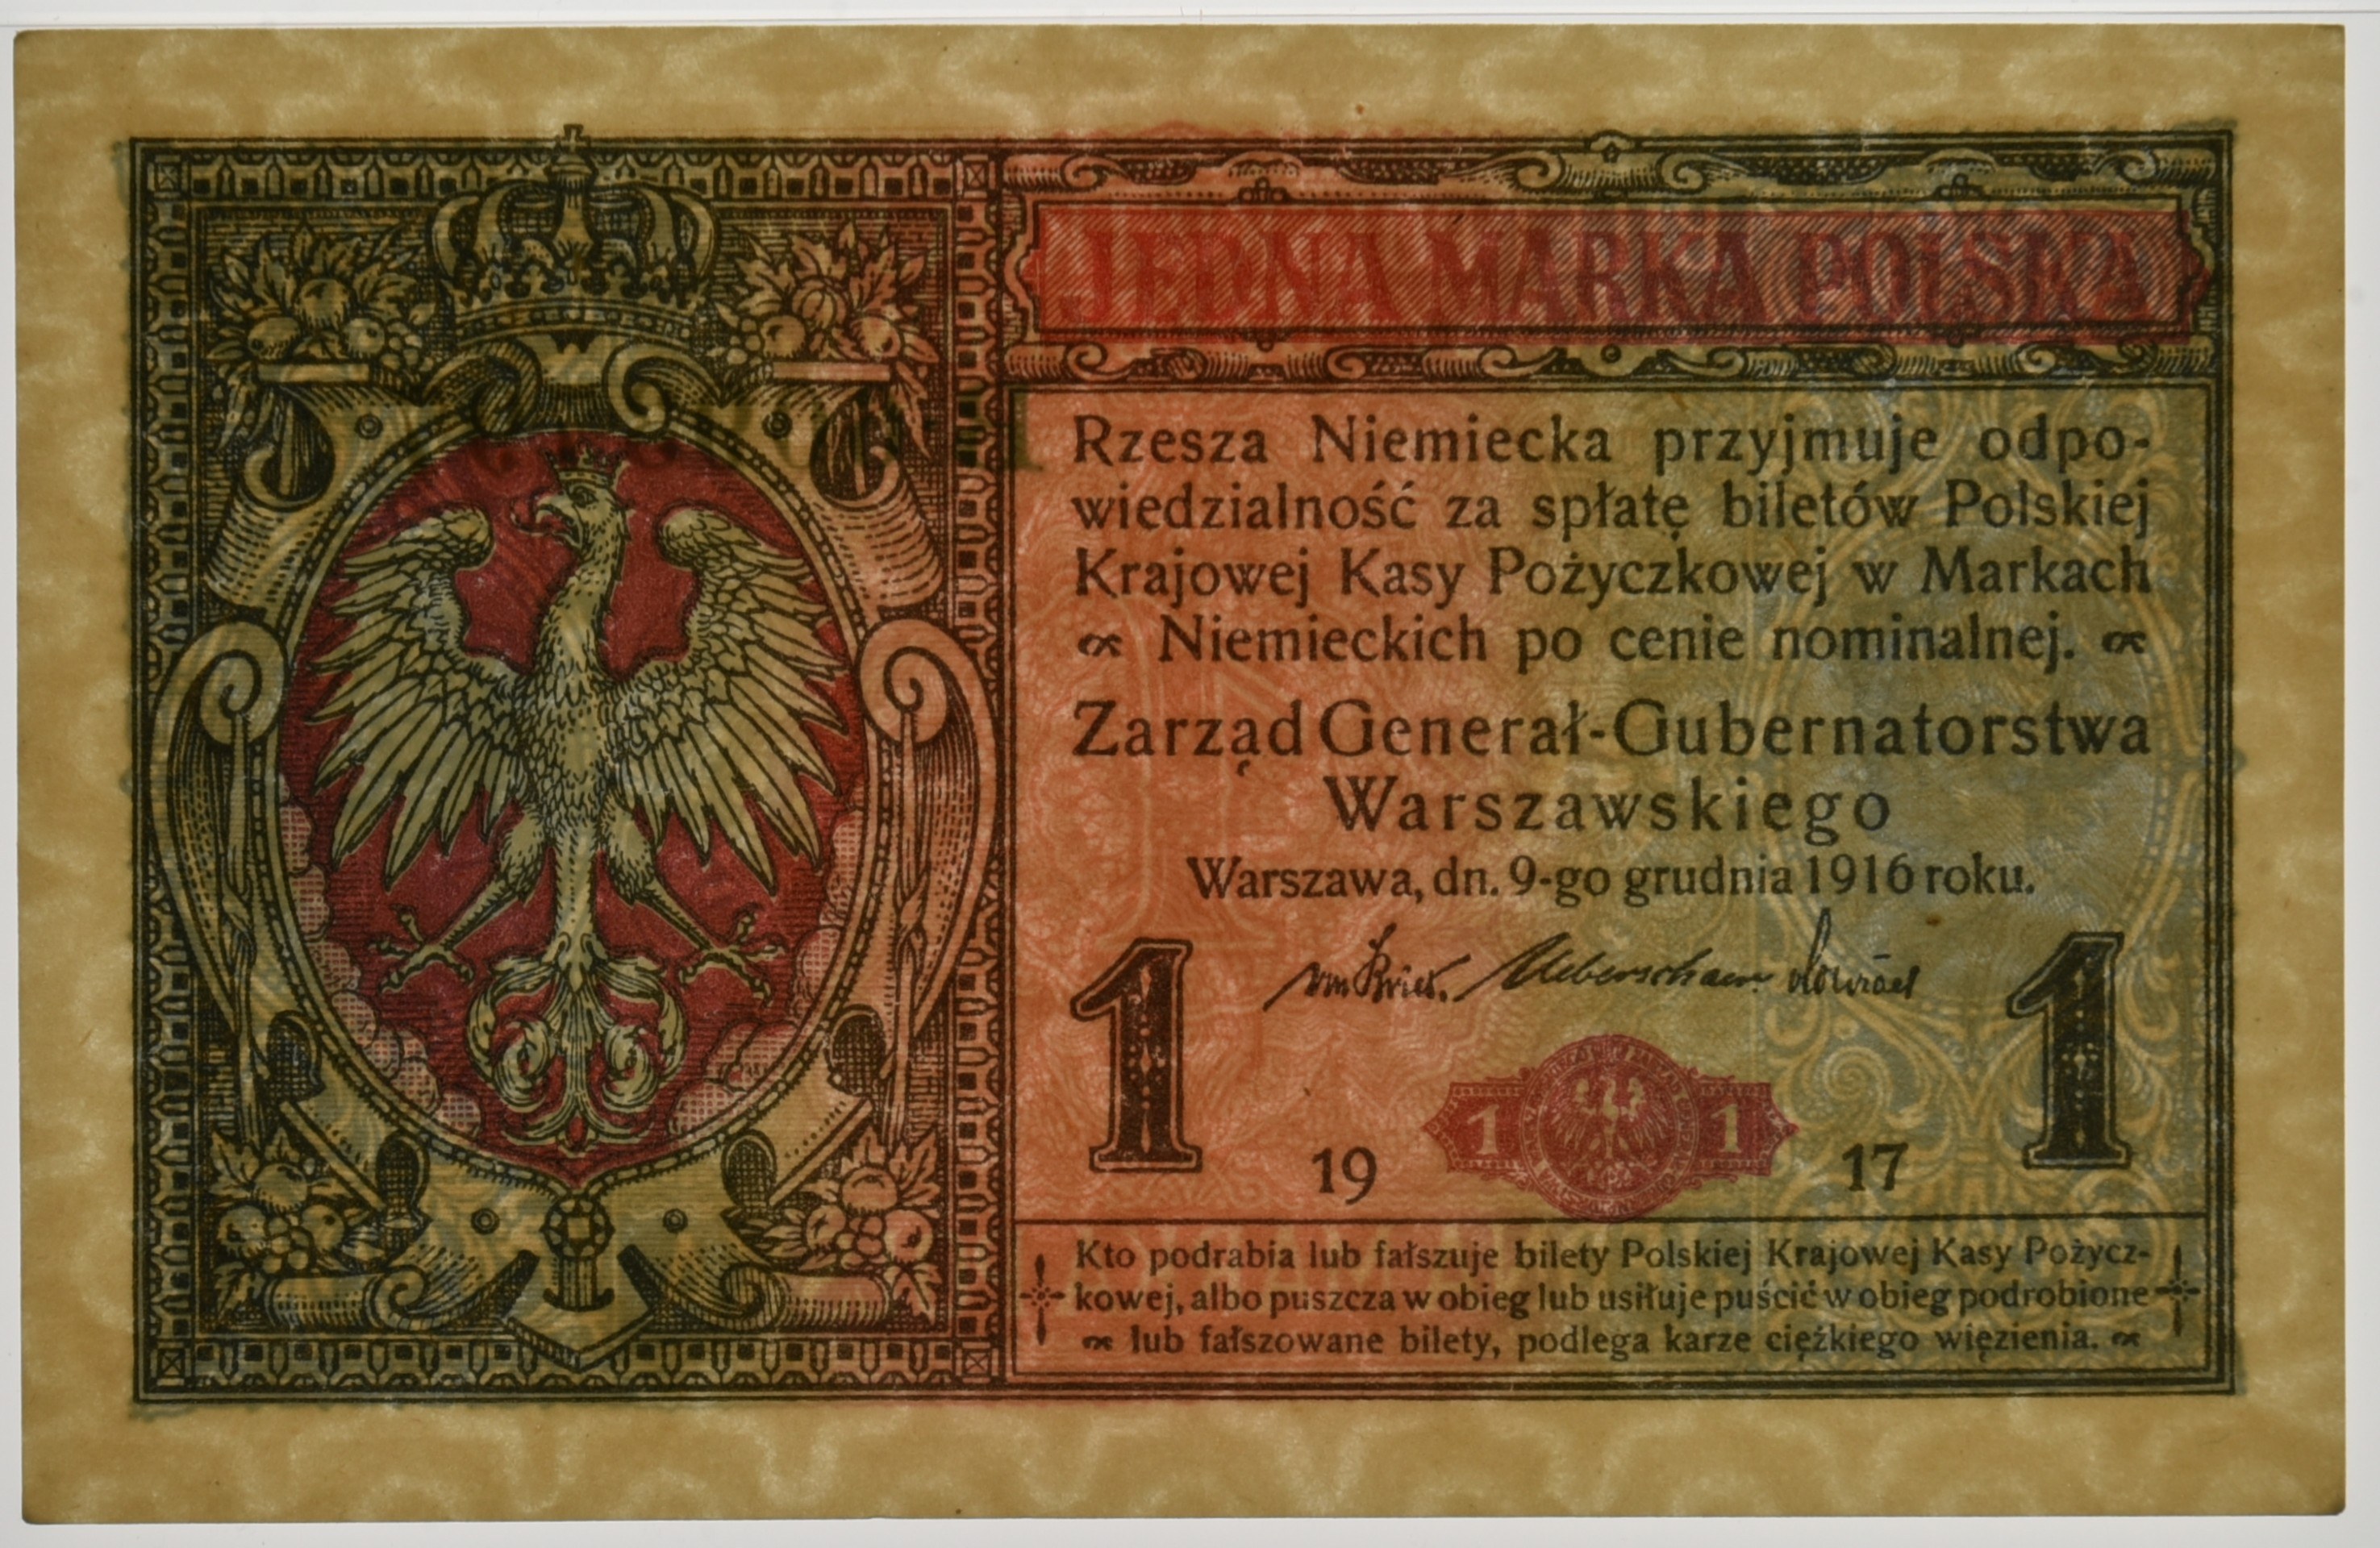 JEDNA MARKA POLSKA
Rzesza Niemiecka przyjmuje odpo-
wiedzialność za spłatę biletów Polskiej
Krajowej Kasy Pożyczkowej w Markach
Niemieckich po cenie nominalnej.
Zarząd Generał-Gubernatorstwa
Warszawskiego
Warszawa, dn. 9-go grudnia 1916 roku.
1 1
1 1
19 17
Kto podrabia lub fałszuje bilety Polskiej Krajowej Kasy Pożycz-
kowej, albo puszcza w obieg lub usiłuje puścić w obieg podrobione
lub fałszowane bilety, podlega karze ciężkiego więzienia.